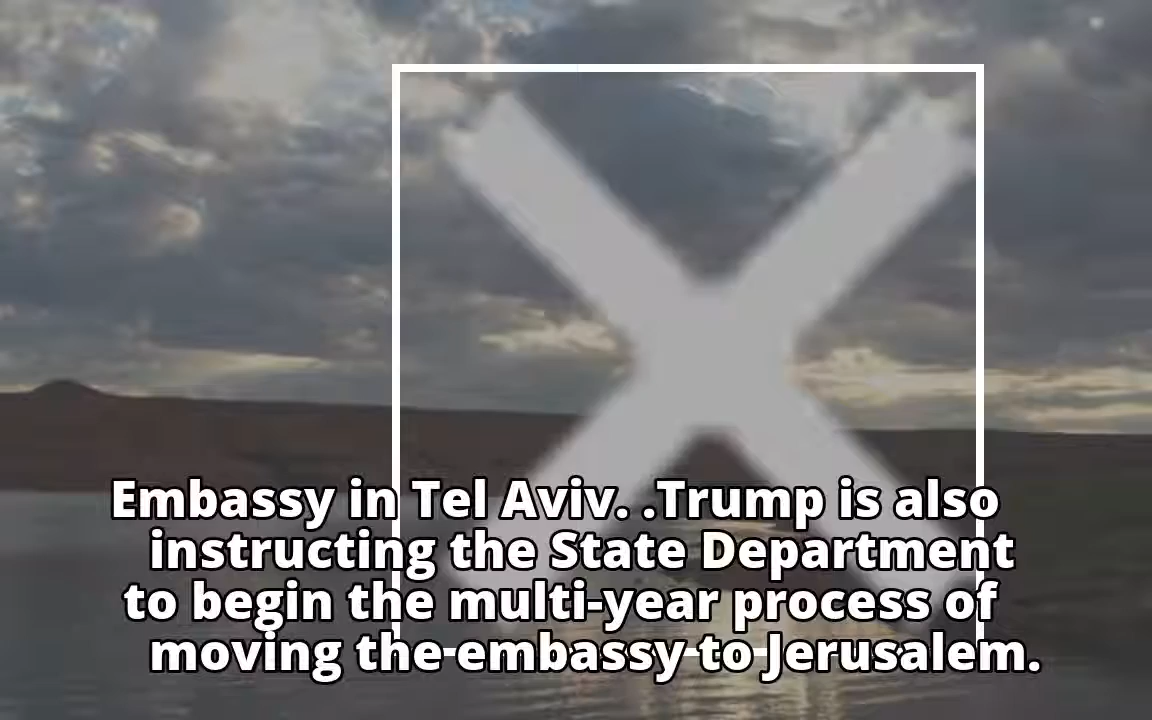 Embassy in Tel Aviv. .Trump is also
instructing the State Department
to begin the multi-year process of
moving the embassy to Jerusalem.